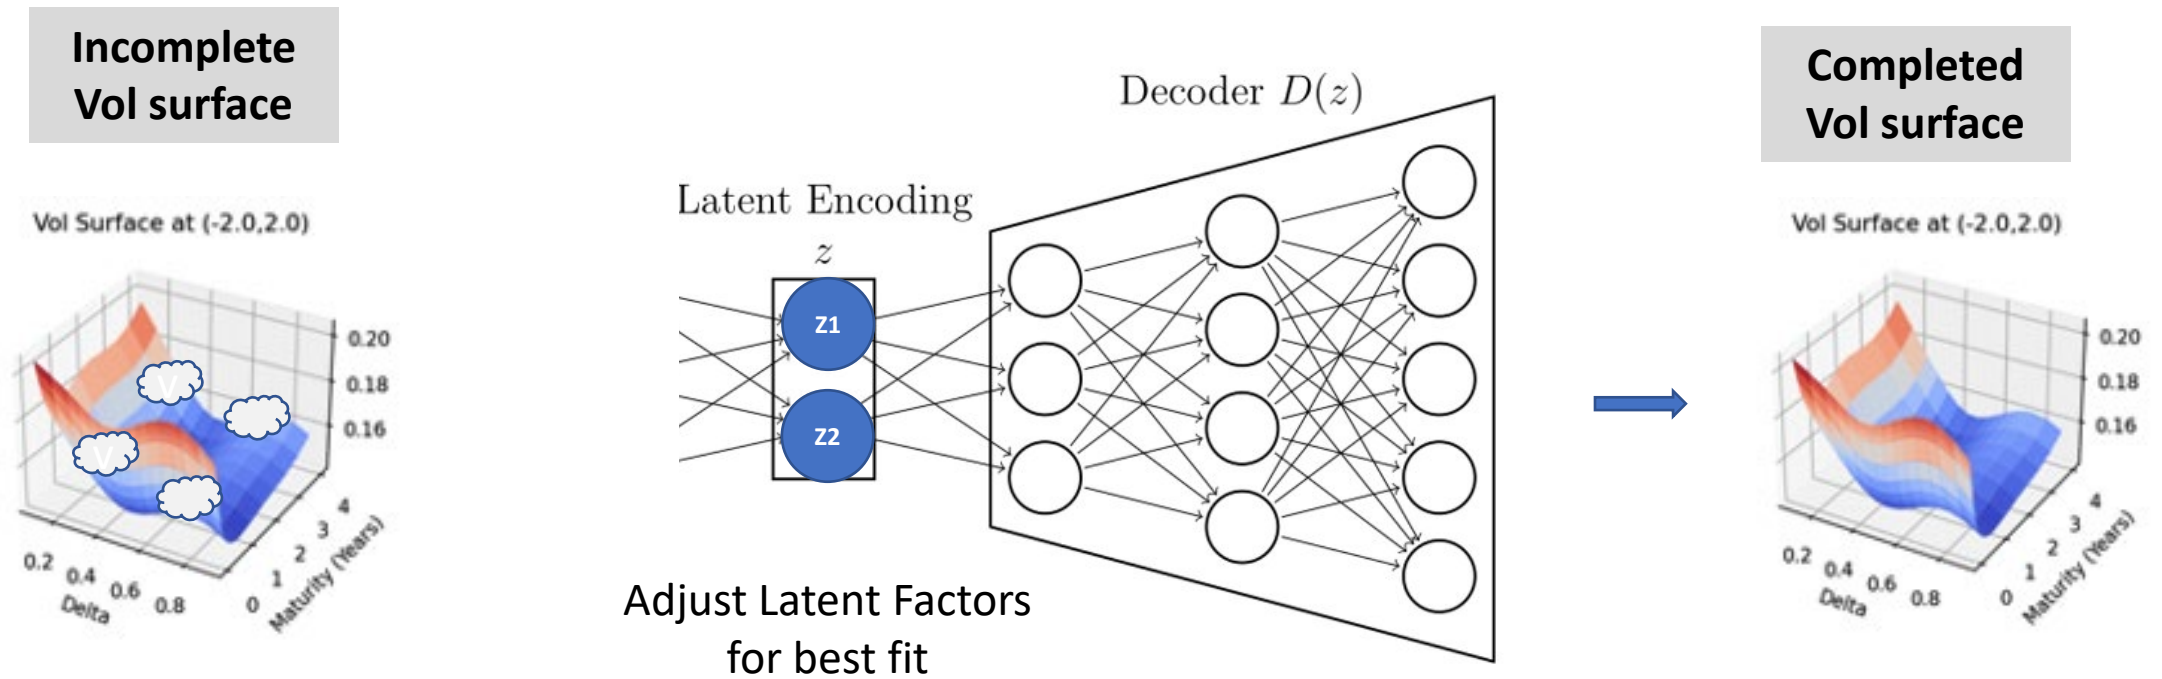 Incomplete
Vol surface
Vol Surface at (-2.0,2.0)
0.20
0.18
0.16
V
V
0.2
0.4
0.6
0.8
Delta
0
1
2
3
4
Maturity (Years)
Latent Encoding
z
Z1
Z2
Adjust Latent Factors
for best fit
Decoder D(z)
Completed
Vol surface
Vol Surface at (-2.0,2.0)
0.20
0.18
0.16
0.2
0.4
0.6
0.8
Delta
0
1
2
3
4
Maturity (Years)